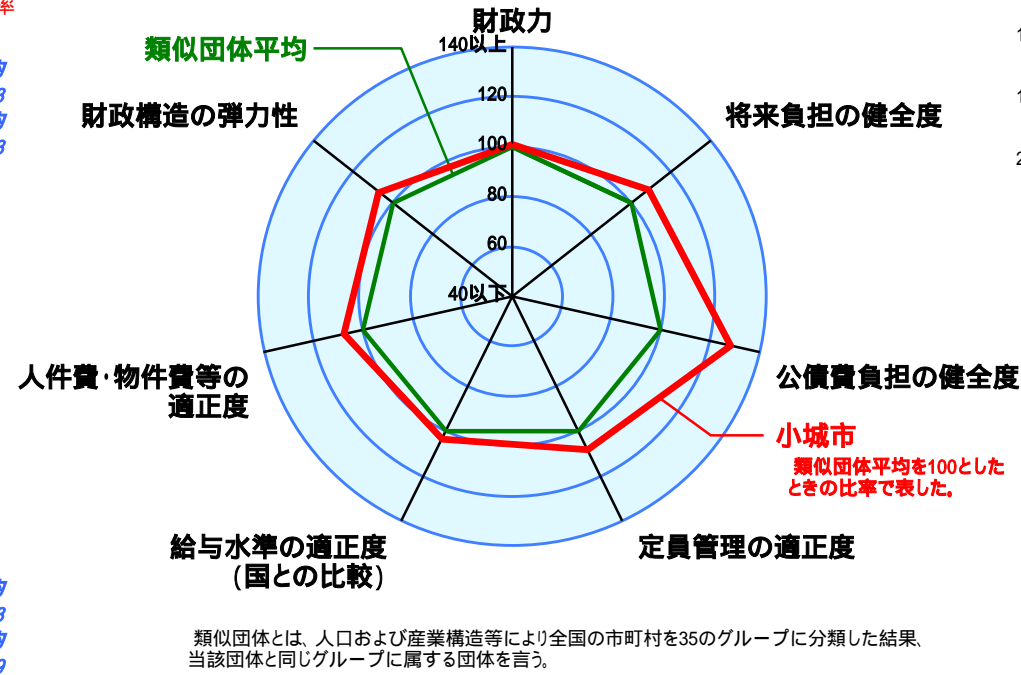 率
財政力
140以上
類似団体平均
120
財政構造の弾力性
将来負担の健全度
100
80
60
40以下
人件費・物件費等の
適正度
公債費負担の健全度
小城市
類似団体平均を100とした
ときの比率で表した。
給与水準の適正度
(国との比較)
定員管理の適正度
類似団体とは、人口および産業構造等により全国の市町村を35のグループに分類した結果、
当該団体と同じグループに属する団体を言う。